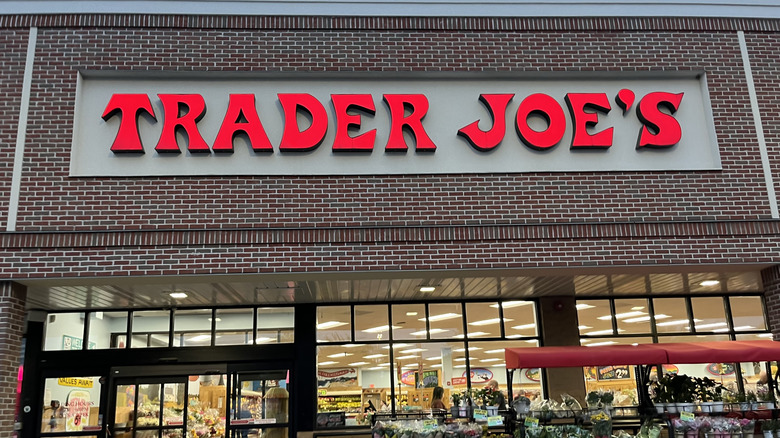 TRADER JOE'S
VALUES AWAIT